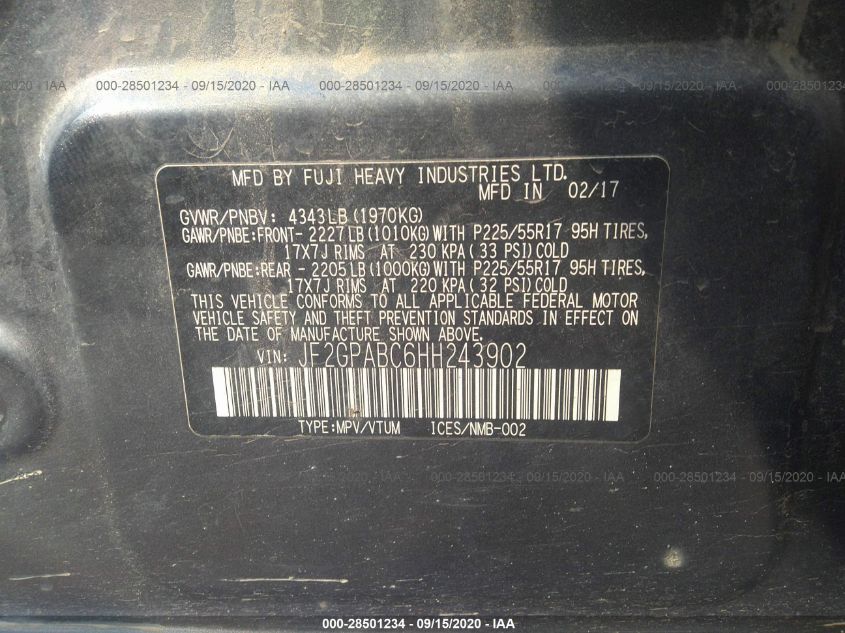 000-28501234 - 09/15/2020 - IAA
MFD BY FUJI HEAVY INDUSTRIES LTD.
MFD IN 02/17
GVWR/PNBV: 4343LB(1970KG)
GAWR/PNBE:FRONT- 2227LB(1010KG)WITH P225/55R17 95H TIRES,
17X7J RIMS AT 230 KPA(33 PSI)COLD
GAWR/PNBE:REAR - 2205LB(1000KG)WITH P225/55R17 95H TIRES,
17X7J RIMS AT 220 KPA(32 PSI)COLD
THIS VEHICLE CONFORMS TO ALL APPLICABLE FEDERAL MOTOR
VEHICLE SAFETY AND THEFT PREVENTION STANDARDS IN EFFECT ON
THE DATE OF MANUFACTURE SHOWN ABOVE.
VIN: JF2GPABC6HH243902
TYPE:MPV/VTUM ICES/NMB-002
000-28501234 - 09/15/2020 - IAA
000-28501234 - 09/15/2020 - IAA